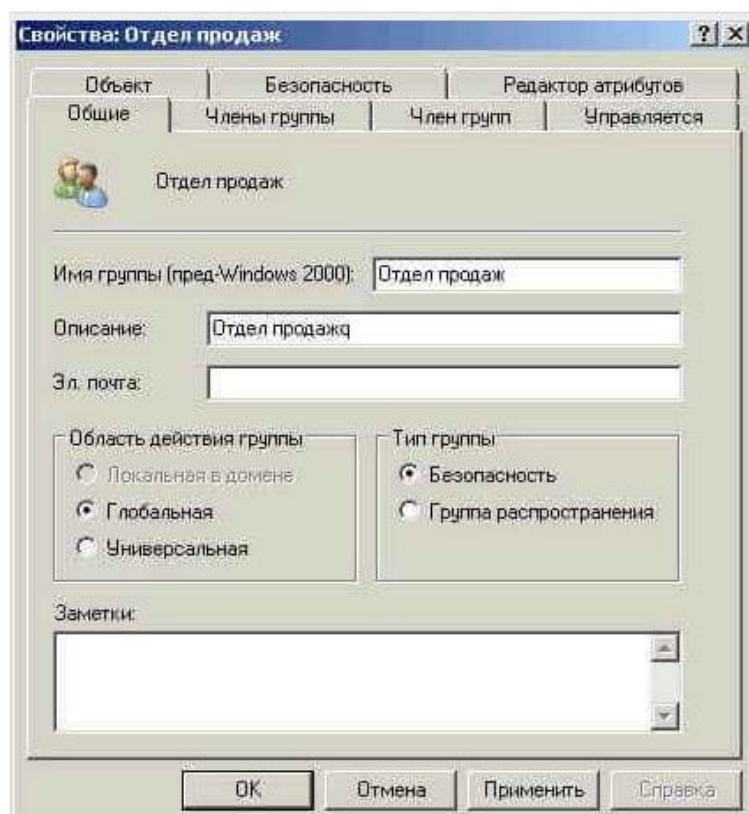 Свойства: Отдел продаж
Объект Безопасность Редактор атрибутов
Общие Члены группы Член групп Управляется
Отдел продаж
Имя группы (пред-Windows 2000): Отдел продаж
Описание: Отдел продажq
Эл. почта:
Область действия группы Тип группы
Локальная в домене Безопасность
Глобальная Группа распространения
Универсальная
Заметки:
OK Отмена Применить Справка